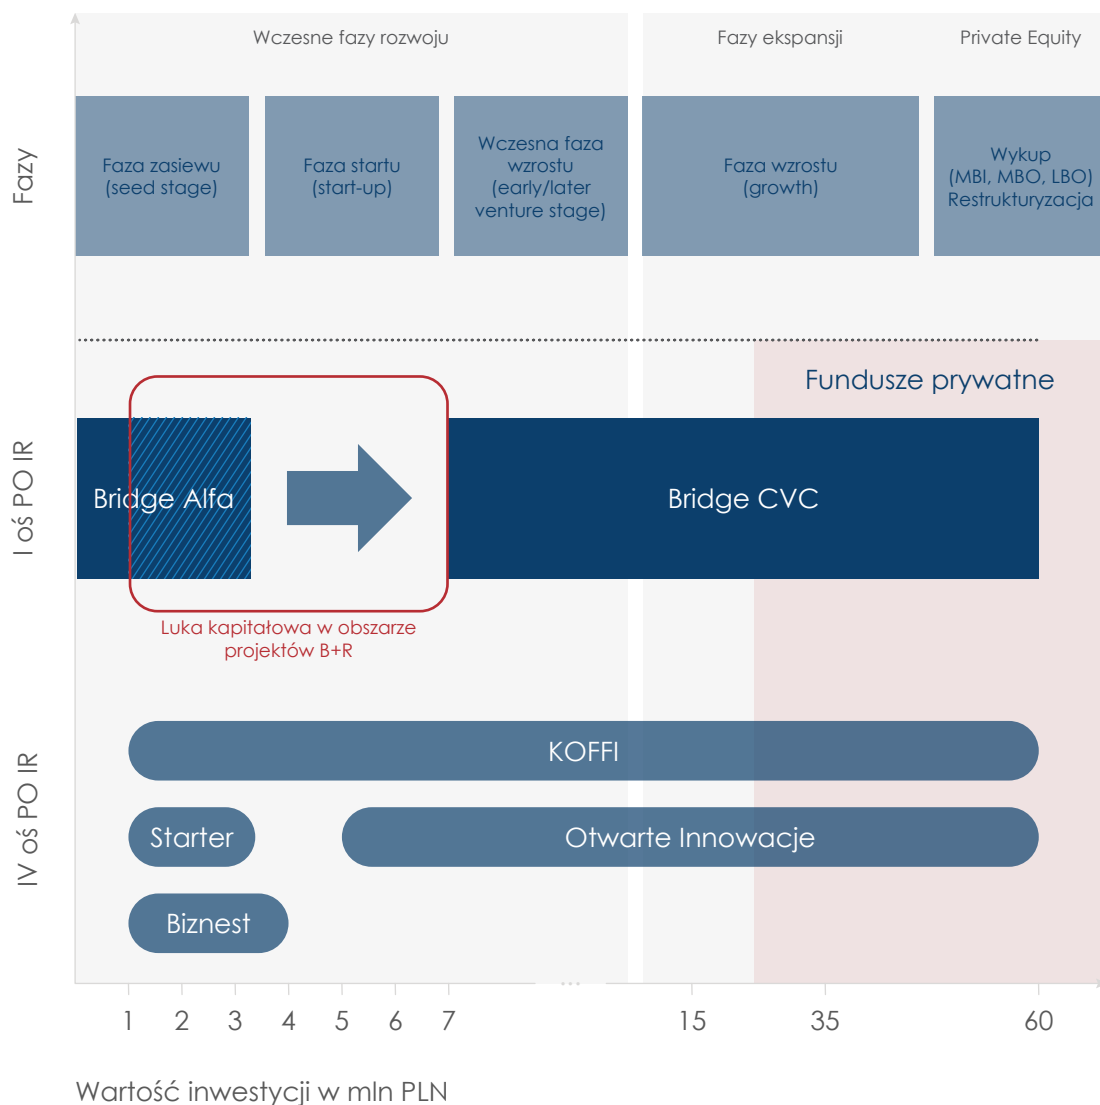 Wczesne fazy rozwoju
Fazy ekspansji
Private Equity
Fazy
Faza zasiewu
(seed stage)
Faza startu
(start-up)
Wczesna faza
wzrostu
(early/later
venture stage)
Faza wzrostu
(growth)
Wykup
(MBI, MBO, LBO)
Restrukturyzacja
Fundusze prywatne
I oś PO IR
Bridge Alfa
Bridge CVC
Luka kapitałowa w obszarze
projektów B+R
IV oś PO IR
KOFFI
Starter
Otwarte Innowacje
Biznest
...
1 2 3 4 5 6 7 15 35 60
Wartość inwestycji w mln PLN